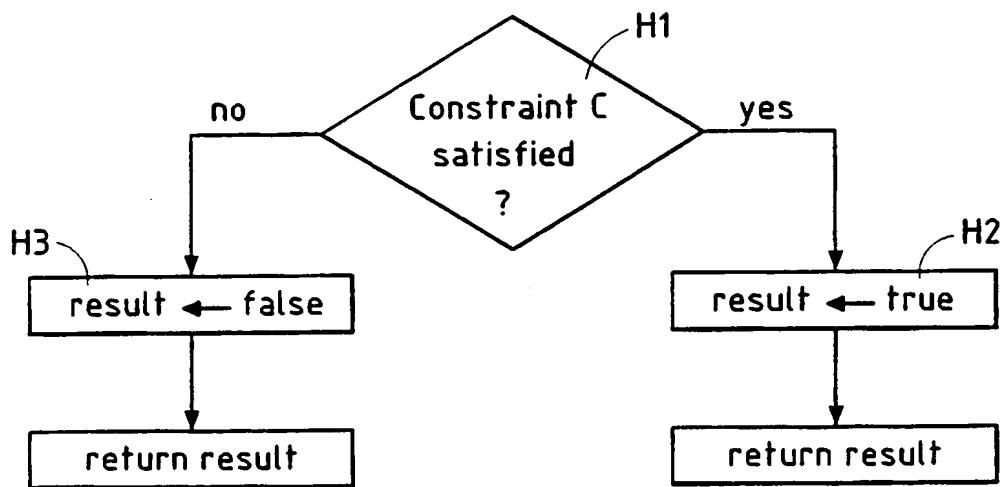 H1
Constraint C
satisfied
?
no
yes
H3
result ← false
H2
result ← true
return result
return result